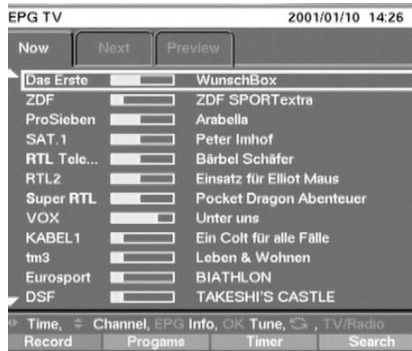 EPG TV 2001/01/10 14:26
Now Next Preview
Das Erste WunschBox
ZDF ZDF SPORTextra
ProSieben Arabella
SAT.1 Peter Imhof
RTL Tele... Bärbel Schäfer
RTL2 Einsatz für Elliot Maus
Super RTL Pocket Dragon Abenteuer
VOX Unter uns
KABEL1 Ein Colt für alle Fälle
tm3 Leben & Wohnen
Eurosport BIATHLON
DSF TAKESHI'S CASTLE
Time, Channel, EPG Info, OK Tune, , TV/Radio
Record Progams Timer Search